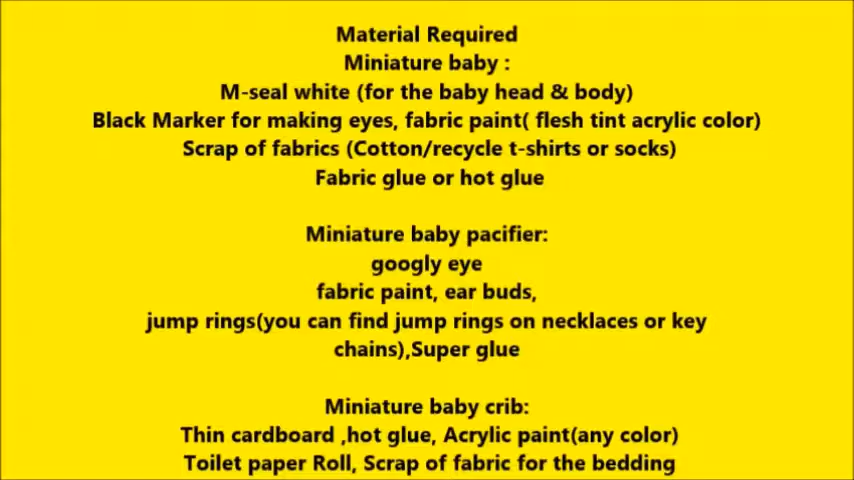 Material Required
Miniature baby :
M-seal white (for the baby head & body)
Black Marker for making eyes, fabric paint( flesh tint acrylic color)
Scrap of fabrics (Cotton/recycle t-shirts or socks)
Fabric glue or hot glue
Miniature baby pacifier:
googly eye
fabric paint, ear buds,
jump rings(you can find jump rings on necklaces or key
chains),Super glue
Miniature baby crib:
Thin cardboard ,hot glue, Acrylic paint(any color)
Toilet paper Roll, Scrap of fabric for the bedding